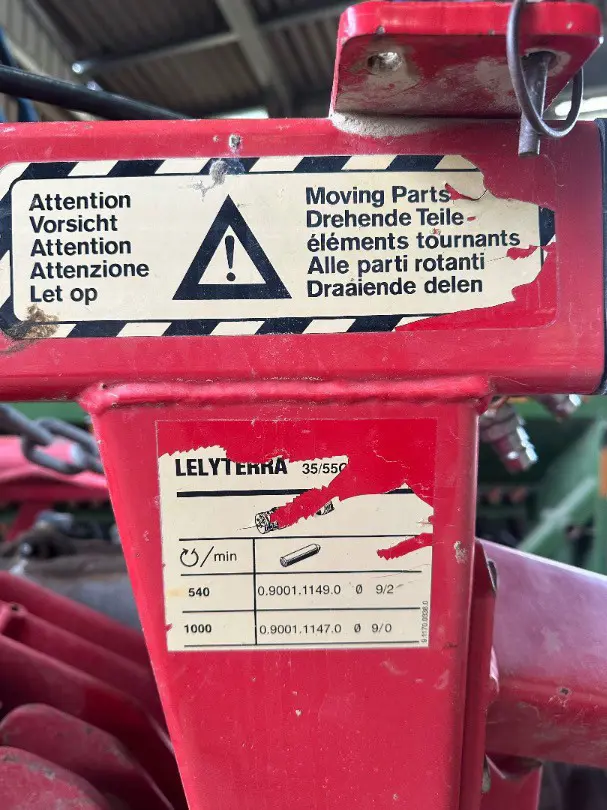 Attention
Vorsicht
Attention
Attenzione
Let op
Moving Parts
Drehende Teile
éléments tournants
Alle parti rotanti
Draaiende delen
LELYTERRA 35/55
/min
540 0.9001.1149.0 Ø 9/2
1000 0.9001.1147.0 Ø 9/0